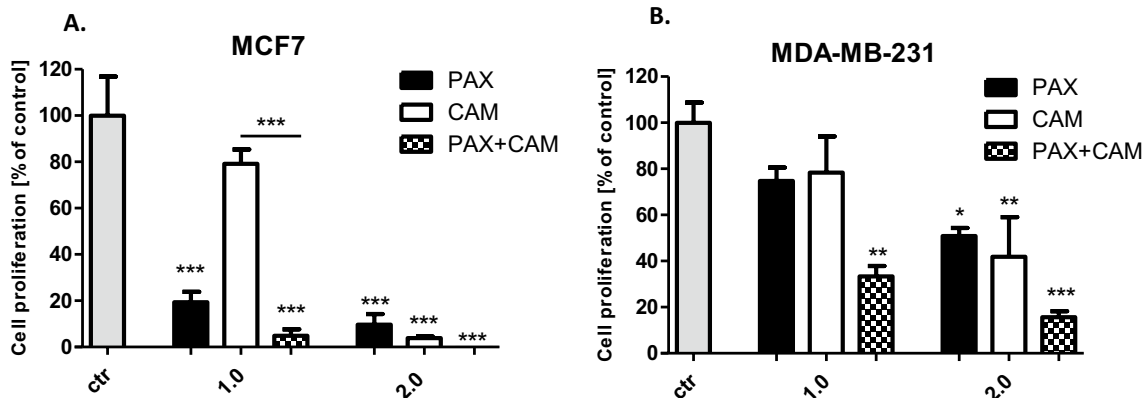 A.
MCF7
Cell proliferation [% of control]
120
100
80
60
40
20
0
PAX
CAM
PAX+CAM
***
***
***
***
***
***
ctr
1.0
2.0
B.
MDA-MB-231
Cell proliferation [% of control]
120
100
80
60
40
20
0
PAX
CAM
PAX+CAM
**
*
**
***
ctr
1.0
2.0